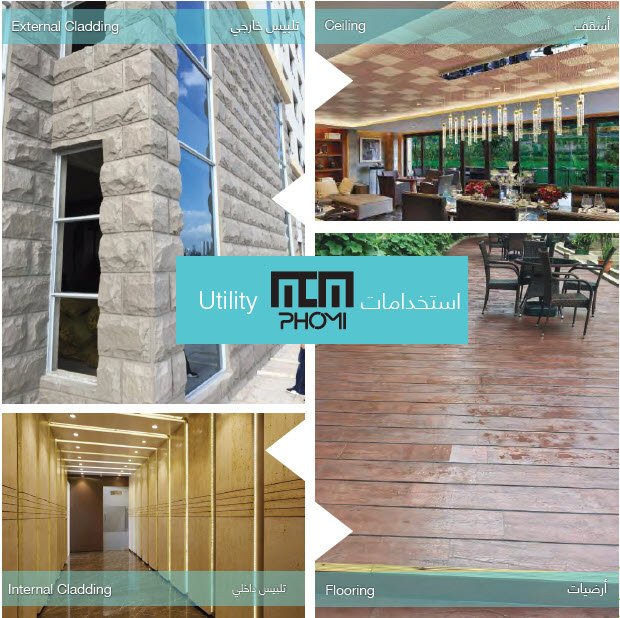 External Cladding تلبيس خارجي
Ceiling أسقف
Utility MCM استخدامات
PHOMI
Internal Cladding تلبيس داخلي
Flooring أرضيات